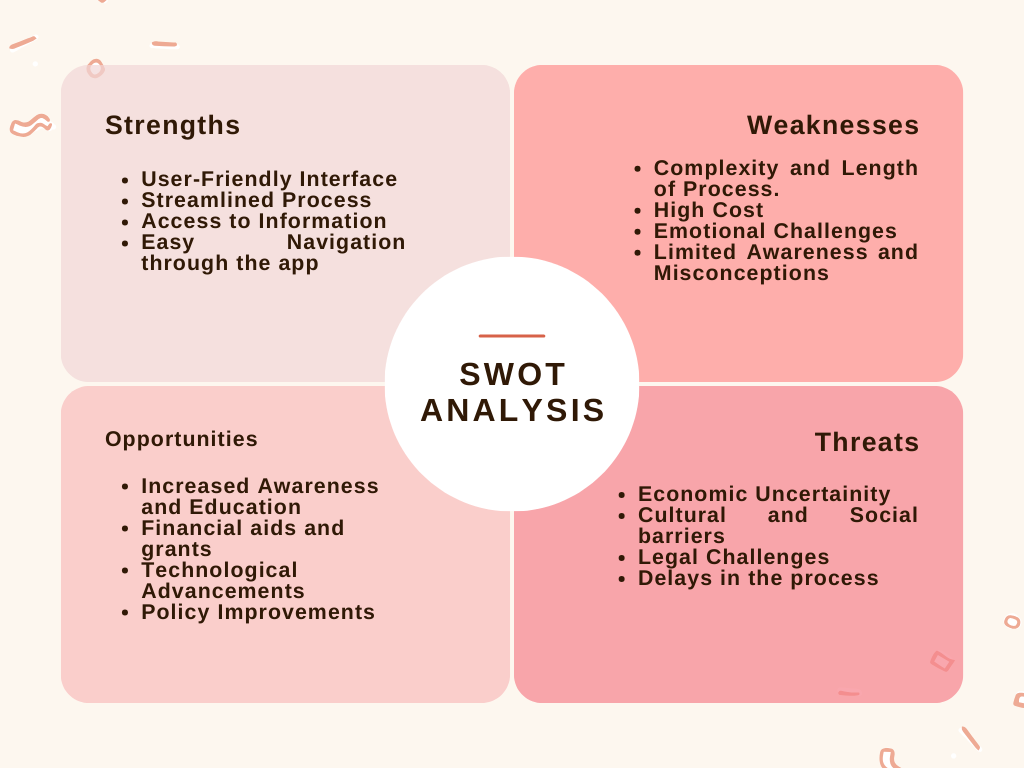 Strengths
• User-Friendly Interface
• Streamlined Process
• Access to Information
• Easy Navigation
through the app
Weaknesses
• Complexity and Length
of Process.
• High Cost
• Emotional Challenges
• Limited Awareness and
Misconceptions
SWOT
ANALYSIS
Opportunities
• Increased Awareness
and Education
• Financial aids and
grants
• Technological
Advancements
• Policy Improvements
Threats
• Economic Uncertainity
• Cultural and Social
barriers
• Legal Challenges
• Delays in the process